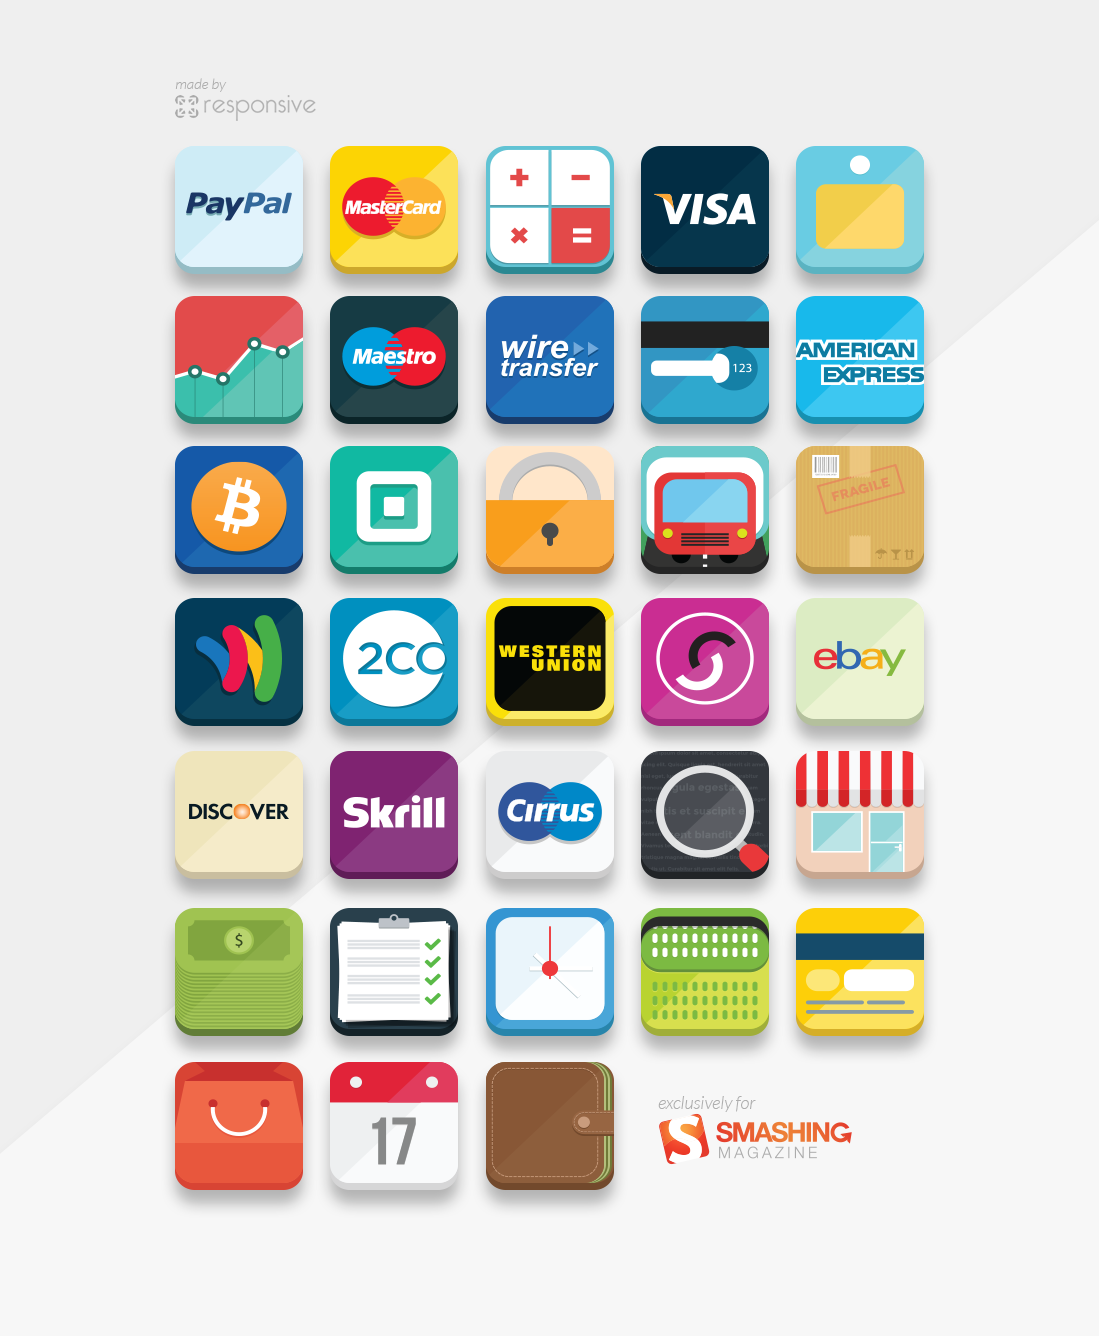 made by
responsive
PayPal
MasterCard
VISA
Maestro
wire
transfer
123
AMERICAN
EXPRESS
FRAGILE
2CO
WESTERN
UNION
ebay
DISCOVER
Skrill
Cirrus
$
17
exclusively for
SMASHING
MAGAZINE